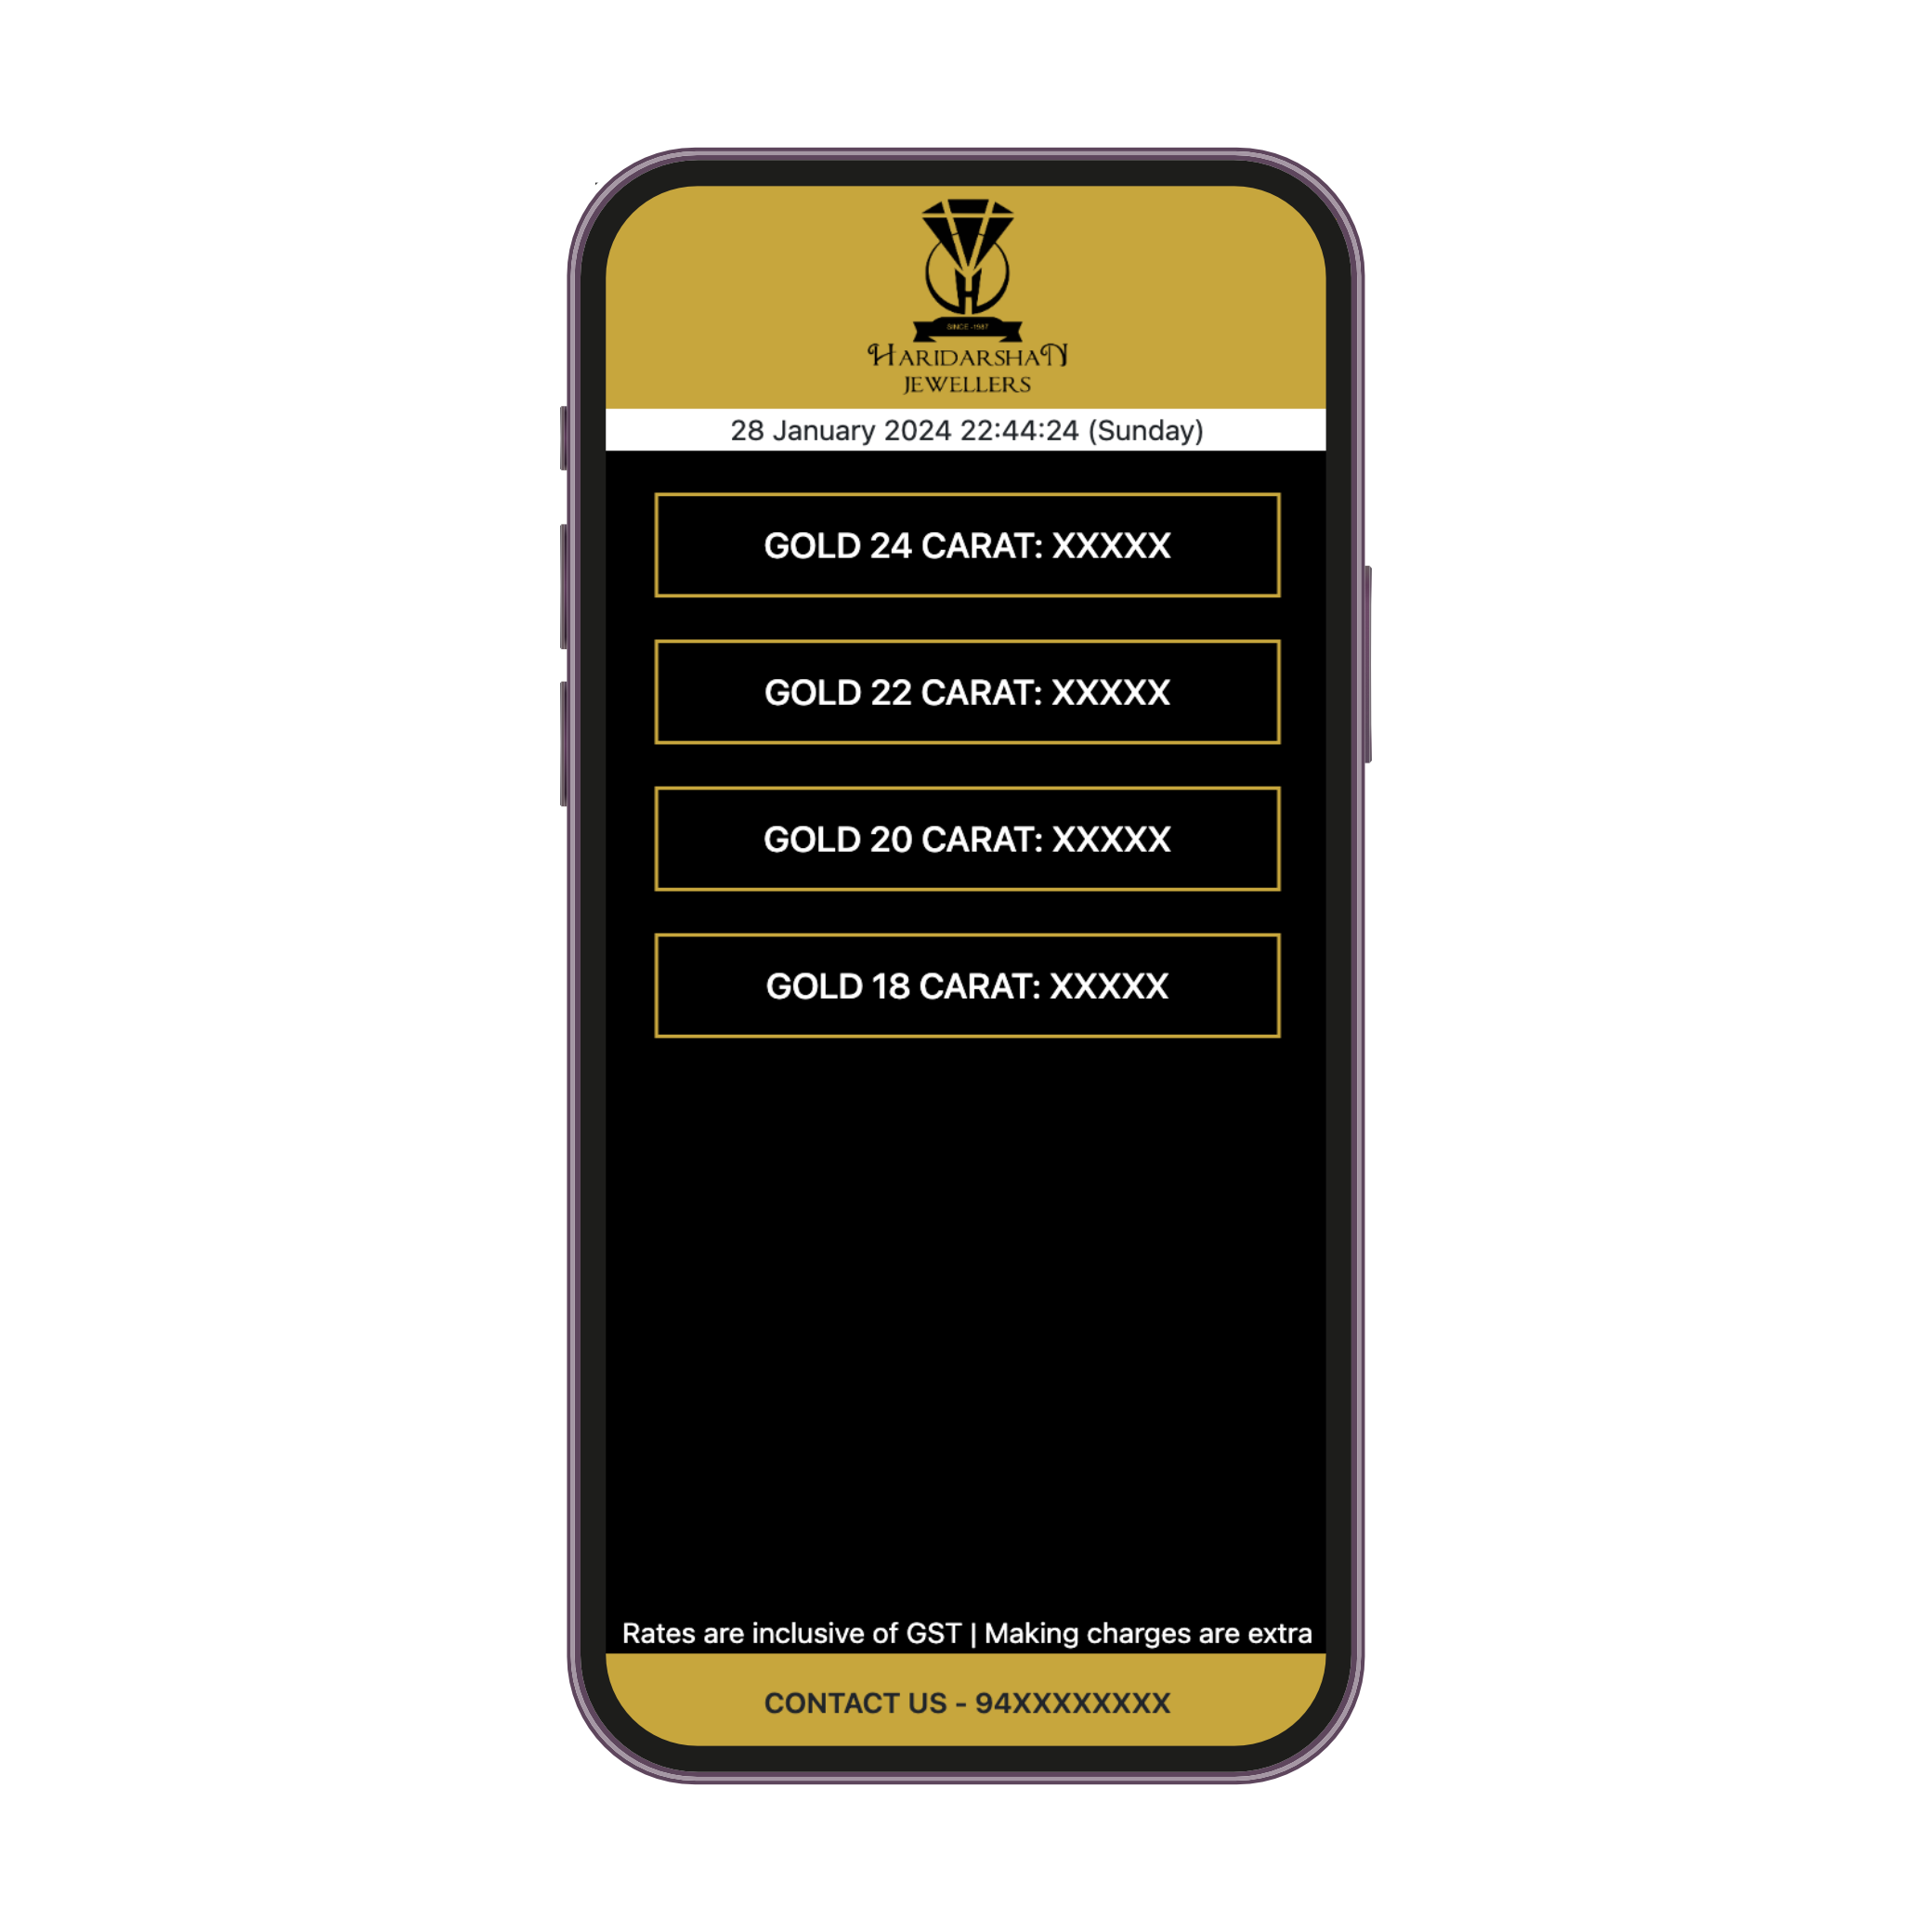 SINCE -1987
HARIDARSHAN
JEWELLERS
28 January 2024 22:44:24 (Sunday)
GOLD 24 CARAT: XXXXX
GOLD 22 CARAT: XXXXX
GOLD 20 CARAT: XXXXX
GOLD 18 CARAT: XXXXX
Rates are inclusive of GST | Making charges are extra
CONTACT US - 94XXXXXXXX